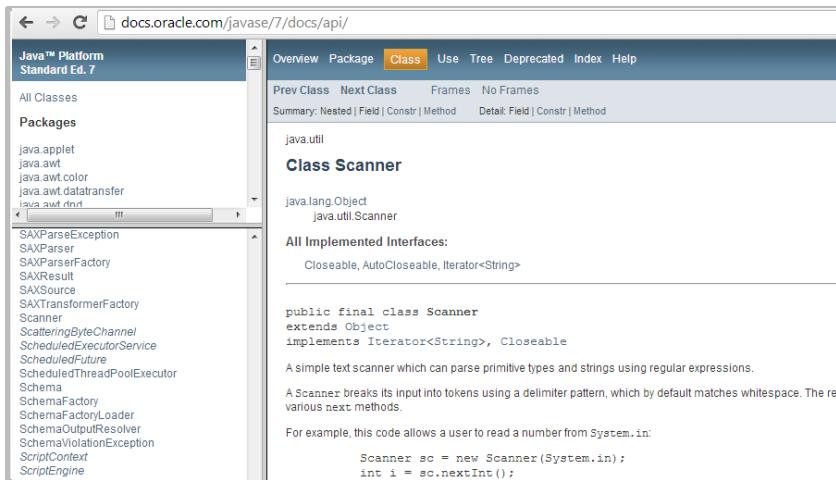 docs.oracle.com/javase/7/docs/api/
Java™ Platform
Standard Ed. 7
All Classes
Packages
java.applet
java.awt
java.awt.color
java.awt.datatransfer
java.awt.dnd
SAXParseException
SAXParser
SAXParserFactory
SAXResult
SAXSource
SAXTransformerFactory
Scanner
ScatteringByteChannel
ScheduledExecutorService
ScheduledFuture
ScheduledThreadPoolExecutor
Schema
SchemaFactory
SchemaFactoryLoader
SchemaOutputResolver
SchemaViolationException
ScriptContext
ScriptEngine
Overview Package Class Use Tree Deprecated Index Help
Prev Class Next Class Frames No Frames
Summary: Nested | Field | Constr | Method Detail: Field | Constr | Method
java.util
Class Scanner
java.lang.Object
java.util.Scanner
All Implemented Interfaces:
Closeable, AutoCloseable, Iterator<String>
public final class Scanner
extends Object
implements Iterator<String>, Closeable
A simple text scanner which can parse primitive types and strings using regular expressions.
A Scanner breaks its input into tokens using a delimiter pattern, which by default matches whitespace. The re
various next methods.
For example, this code allows a user to read a number from System.in:
Scanner sc = new Scanner(System.in);
int i = sc.nextInt();